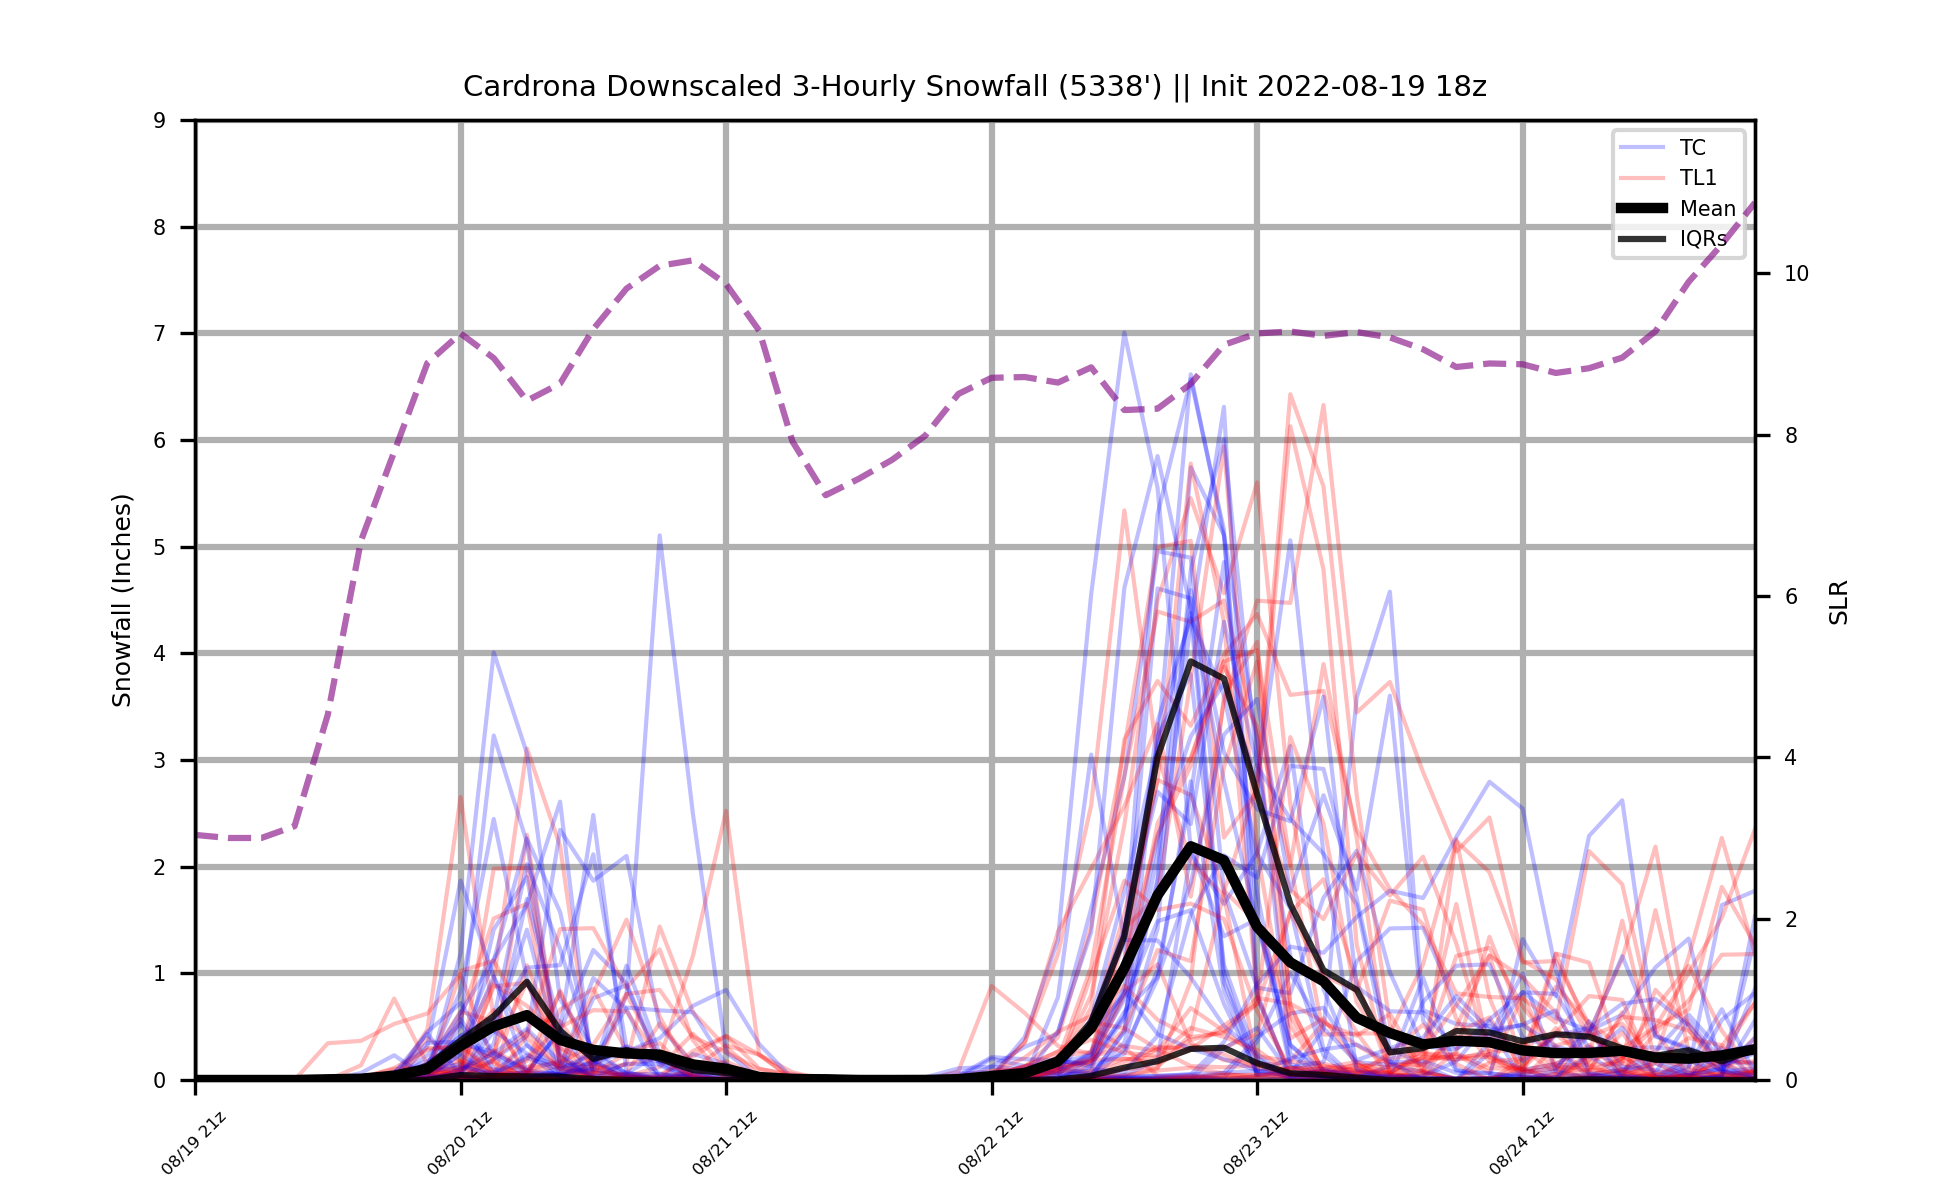 Cardrona Downscaled 3-Hourly Snowfall (5338') || Init 2022-08-19 18z
TC
TL1
Mean
IQRs
Snowfall (Inches)
9
8
7
6
5
4
3
2
1
0
10
8
6
4
2
0
SLR
08/19 21z
08/20 21z
08/21 21z
08/22 21z
08/23 21z
08/24 21z